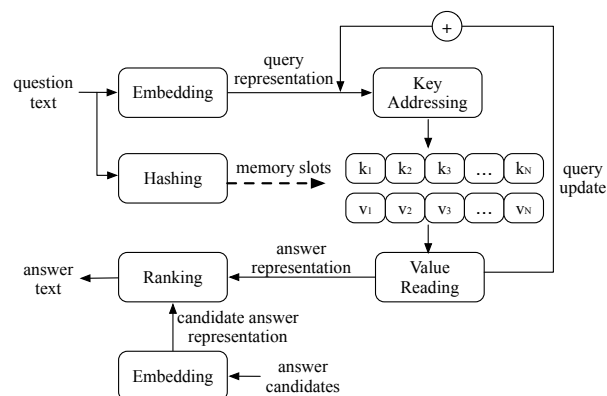 +
query
representation
question
text
Embedding
Key
Addressing
Hashing
memory slots
k1 k2 k3 ... kN
v1 v2 v3 ... vN
query
update
answer
representation
answer
text
Ranking
Value
Reading
candidate answer
representation
Embedding
answer
candidates